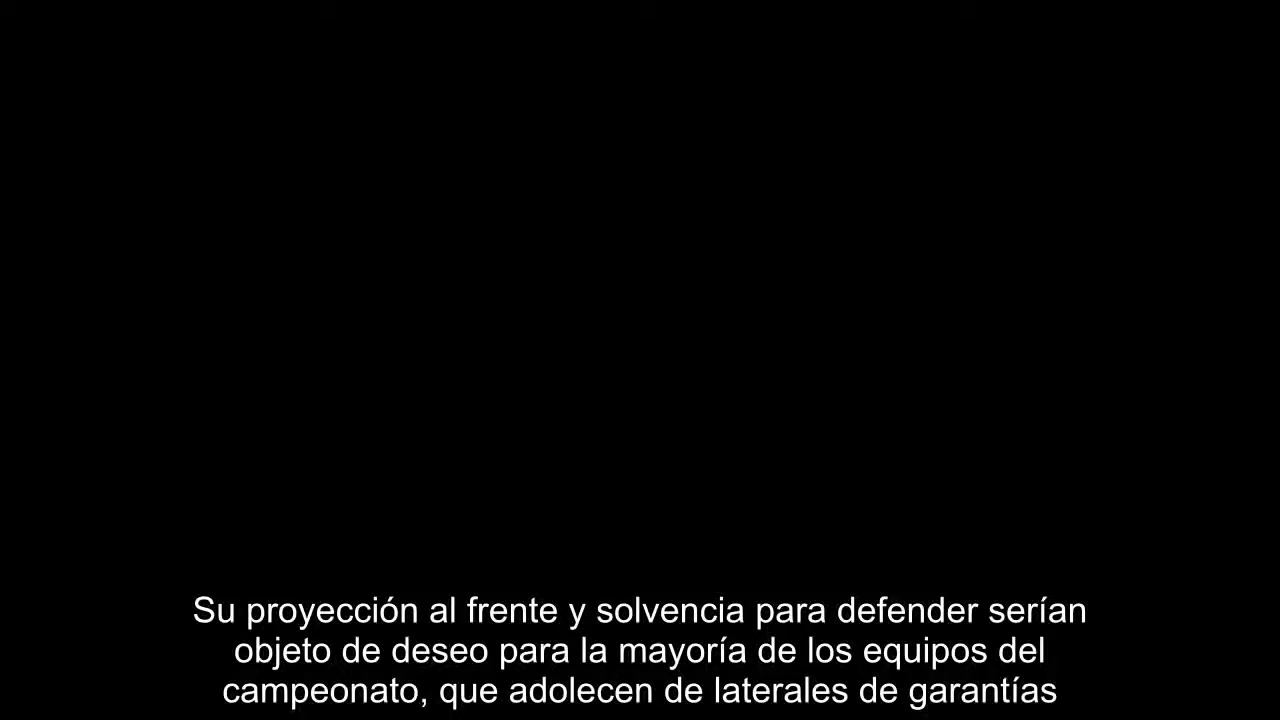 Su proyección al frente y solvencia para defender serían
objeto de deseo para la mayoría de los equipos del
campeonato, que adolecen de laterales de garantías